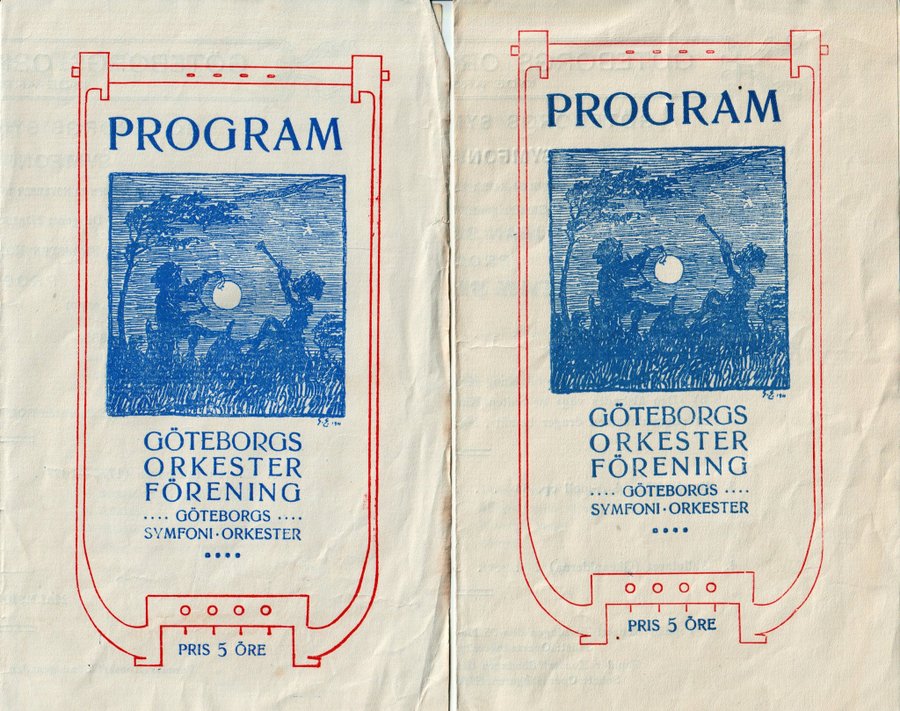 PROGRAM
GÖTEBORGS
ORKESTER
FÖRENING
.... GÖTEBORGS ....
SYMFONI·ORKESTER
PRIS 5 ÖRE
PROGRAM
GÖTEBORGS
ORKESTER
FÖRENING
.... GÖTEBORGS ....
SYMFONI·ORKESTER
PRIS 5 ÖRE